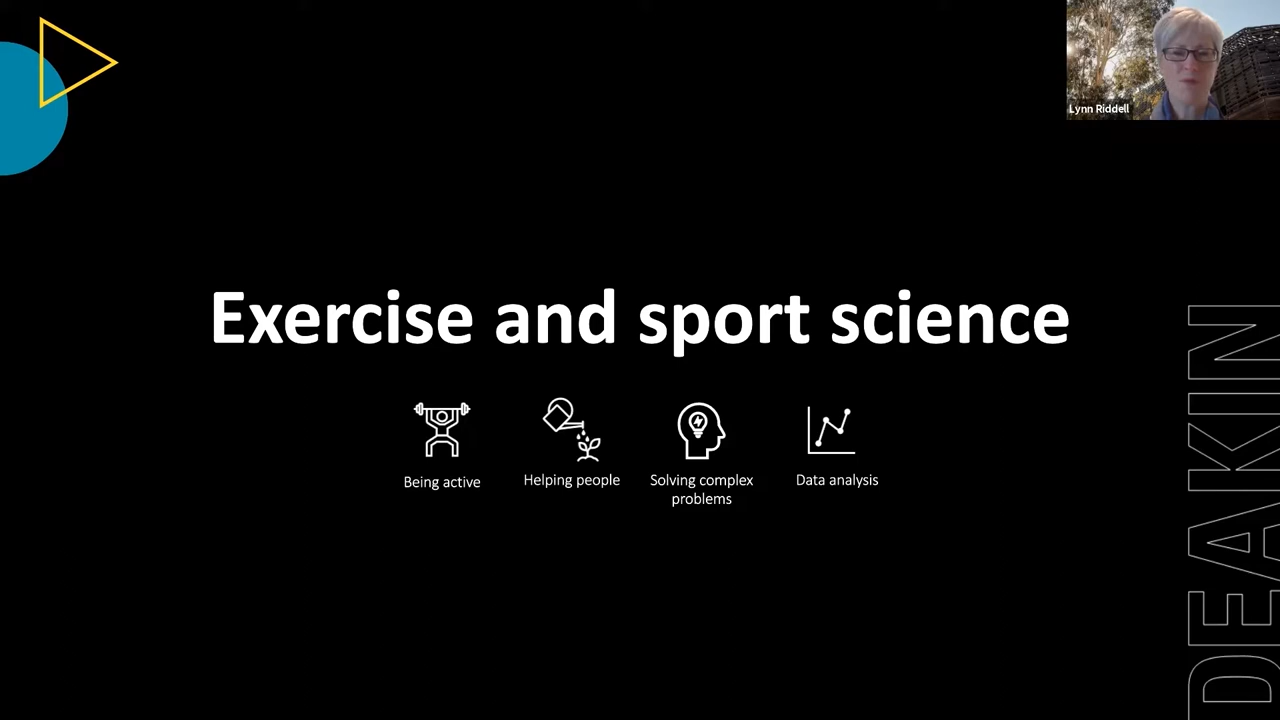 Lynn Riddell
Exercise and sport science
Being active
Helping people
Solving complex
problems
Data analysis
DEAKIN